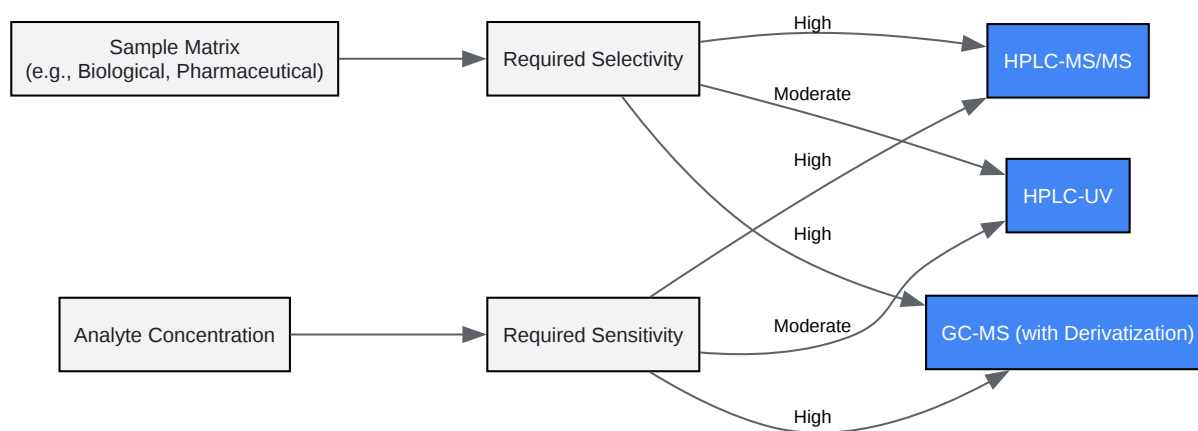 High
Sample Matrix
(e.g., Biological, Pharmaceutical)
Required Selectivity
HPLC-MS/MS
Moderate
High
HPLC-UV
High
Analyte Concentration
Required Sensitivity
Moderate
GC-MS (with Derivatization)
High